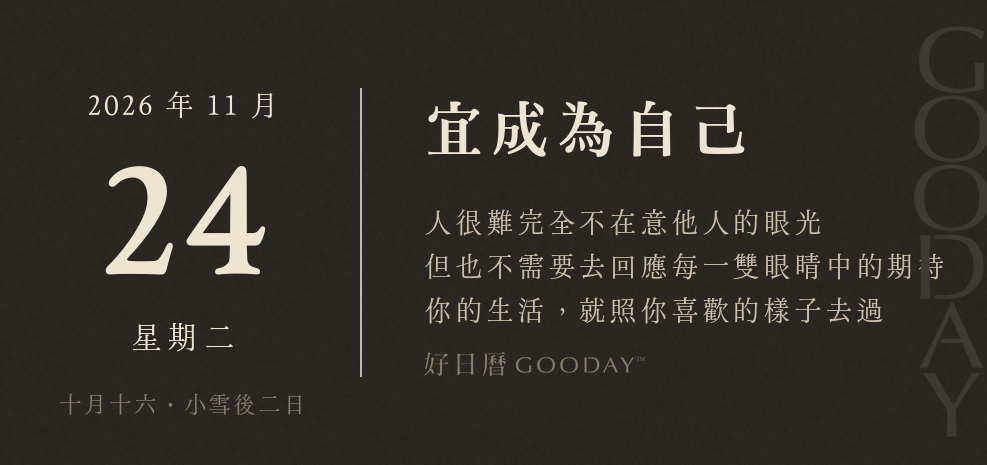 2026 年 11 月
24
星期二
十月十六・小雪後二日
宜成為自己
人很難完全不在意他人的眼光
但也不需要去回應每一雙眼睛中的期待
你的生活，就照你喜歡的樣子去過
好日曆 GOODAY™
GOODAY